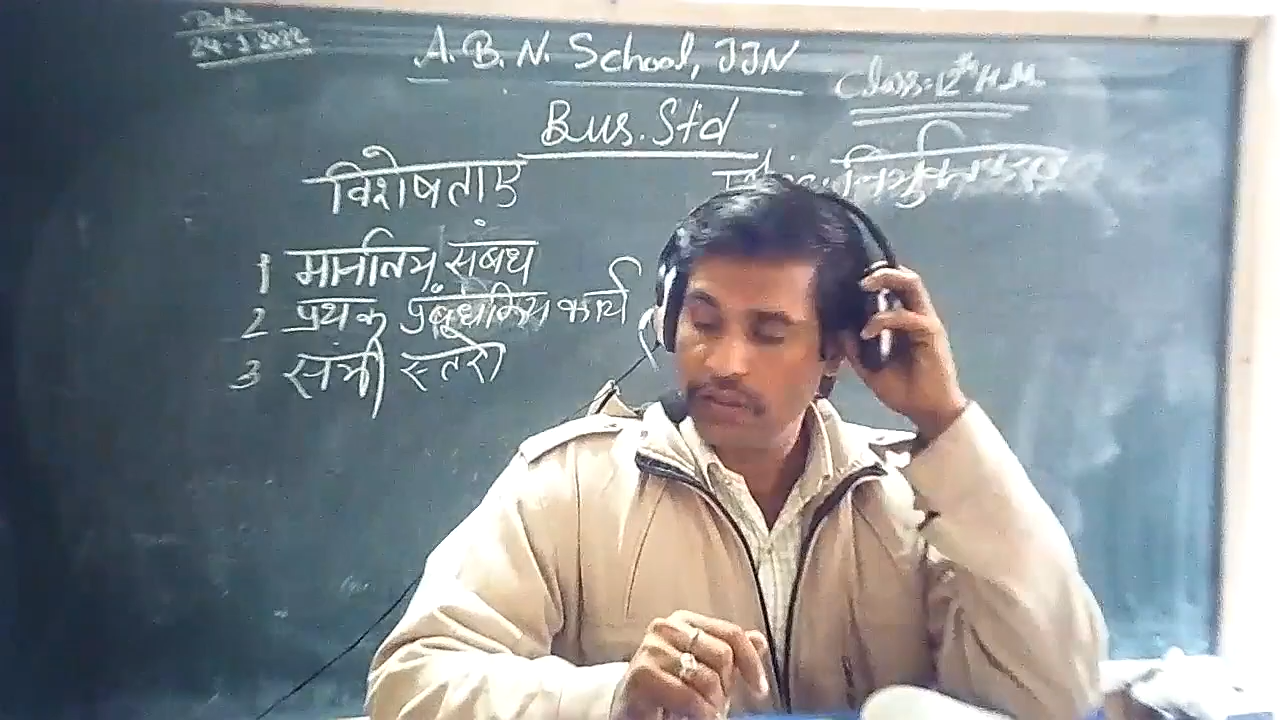 Date
24-1-2022
A.B.N. School, JJN
Class=12th H.M.
Bus. Std
विशेषताए
1 मानविय संबध
2 प्रथक प्रबंधकिय कार्य
3 सभी स्तरो